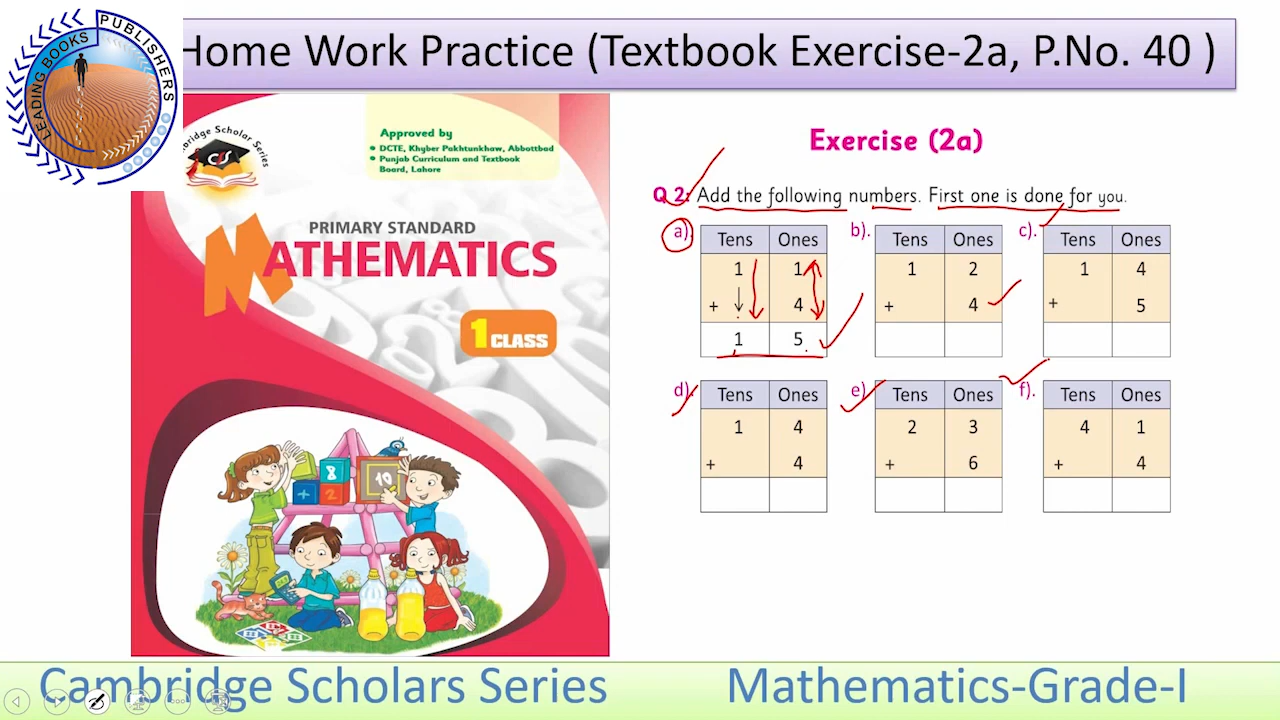 LEADING BOOKS PUBLISHERS
Home Work Practice (Textbook Exercise-2a, P.No. 40 )
Cambridge Scholar Series
CSS
Approved by
• DCTE, Khyber Pakhtunkhaw, Abbottbad
• Punjab Curriculum and Textbook
Board, Lahore
PRIMARY STANDARD
MATHEMATICS
1 CLASS
8
+ 2
10
Exercise (2a)
Q 2: Add the following numbers. First one is done for you.
a). Tens Ones
1 1
+ ↓ 4
1 5
b). Tens Ones
1 2
+ 4
c). Tens Ones
1 4
+ 5
d). Tens Ones
1 4
+ 4
e). Tens Ones
2 3
+ 6
f). Tens Ones
4 1
+ 4
Cambridge Scholars Series
Mathematics-Grade-I